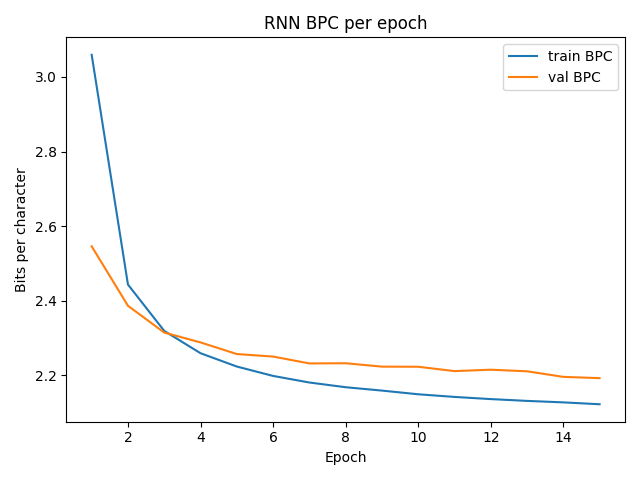 RNN BPC per epoch
train BPC
val BPC
3.0
2.8
2.6
2.4
2.2
Bits per character
2 4 6 8 10 12 14
Epoch